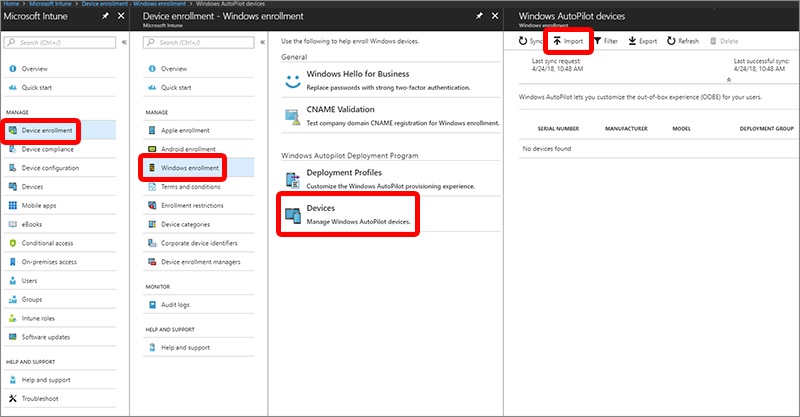 Home > Microsoft Intune > Device enrollment - Windows enrollment > Windows AutoPilot devices
Microsoft Intune
Microsoft Intune
Search (Ctrl+/)
Overview
Quick start
MANAGE
Device enrollment
Device compliance
Device configuration
Devices
Mobile apps
eBooks
Conditional access
On-premises access
Users
Groups
Intune roles
Software updates
HELP AND SUPPORT
Help and support
Troubleshoot
Device enrollment - Windows enrollment
Microsoft Intune
Search (Ctrl+/)
Overview
Quick start
MANAGE
Apple enrollment
Android enrollment
Windows enrollment
Terms and conditions
Enrollment restrictions
Device categories
Corporate device identifiers
Device enrollment managers
MONITOR
Audit logs
HELP AND SUPPORT
Help and support
Use the following to help enroll Windows devices.
General
Windows Hello for Business
Replace passwords with strong two-factor authentication.
CNAME Validation
Test company domain CNAME registration for Windows enrollment.
Windows Autopilot Deployment Program
Deployment Profiles
Customize the Windows AutoPilot provisioning experience.
Devices
Manage Windows AutoPilot devices.
Windows AutoPilot devices
Windows enrollment
Sync Import Filter Export Refresh Delete
Last sync request: Last successful sync:
4/24/18, 10:48 AM 4/24/18, 10:48 AM
Windows AutoPilot lets you customize the out-of-box experience (OOBE) for your users.
SERIAL NUMBER MANUFACTURER MODEL DEPLOYMENT GROUP
No devices found